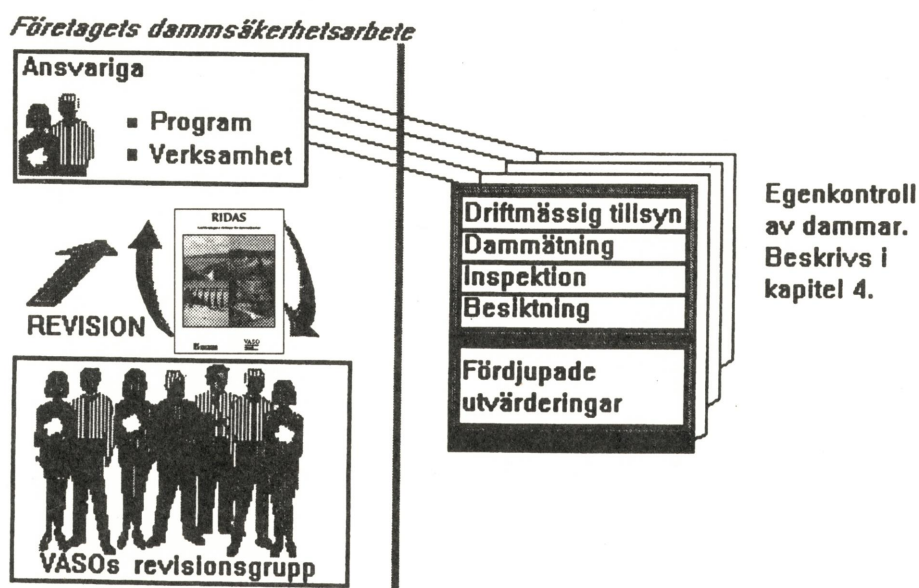 Företagets dammsäkerhetsarbete
Ansvariga
▪ Program
▪ Verksamhet
RIDAS
VASO
REVISION
VASOs revisionsgrupp
Driftmässig tillsyn
Dammätning
Inspektion
Besiktning
Fördjupade
utvärderingar
Egenkontroll
av dammar.
Beskrivs i
kapitel 4.